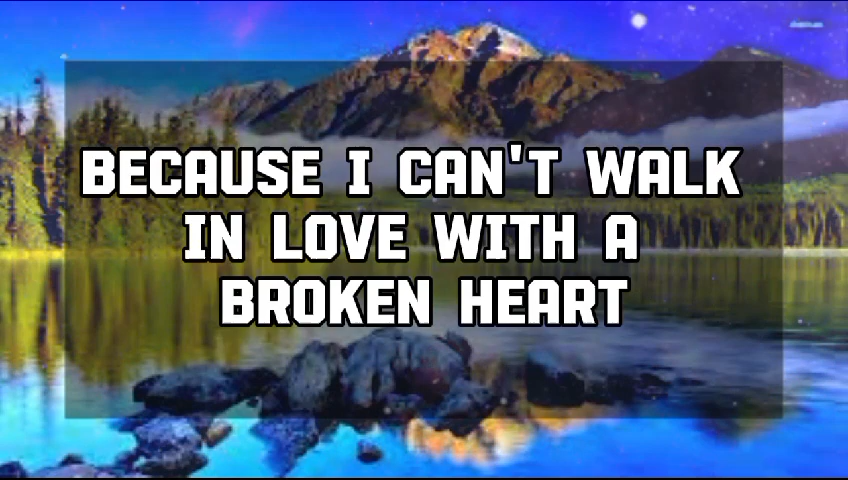 BECAUSE I CAN'T WALK
IN LOVE WITH A
BROKEN HEART